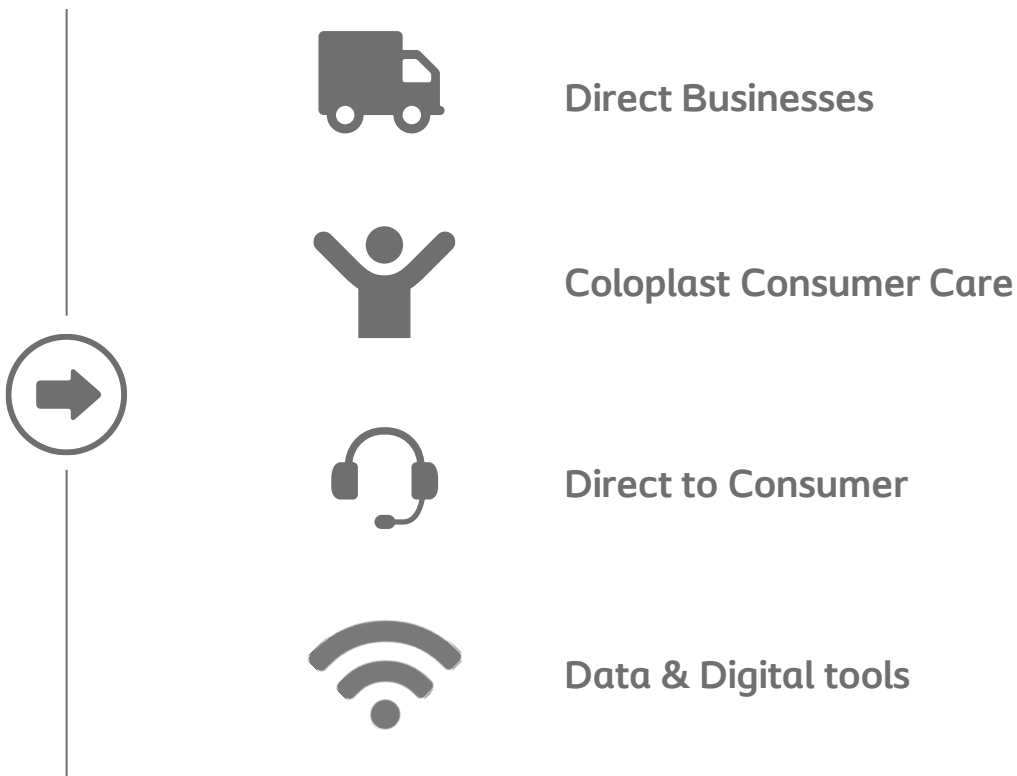 Direct Businesses
Coloplast Consumer Care
Direct to Consumer
Data & Digital tools